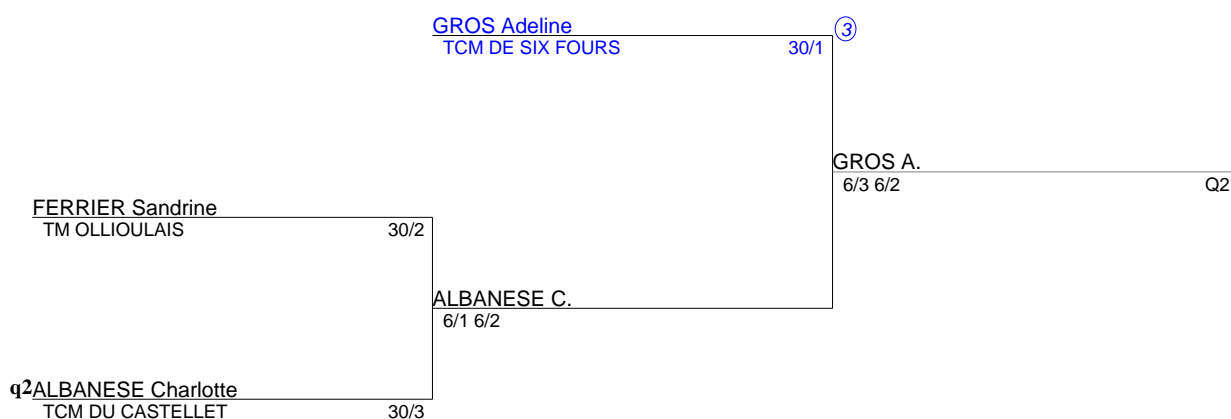 GROS Adeline 3
TCM DE SIX FOURS 30/1
GROS A.
6/3 6/2 Q2
FERRIER Sandrine
TM OLLIOULAIS 30/2
ALBANESE C.
6/1 6/2
q2ALBANESE Charlotte
TCM DU CASTELLET 30/3